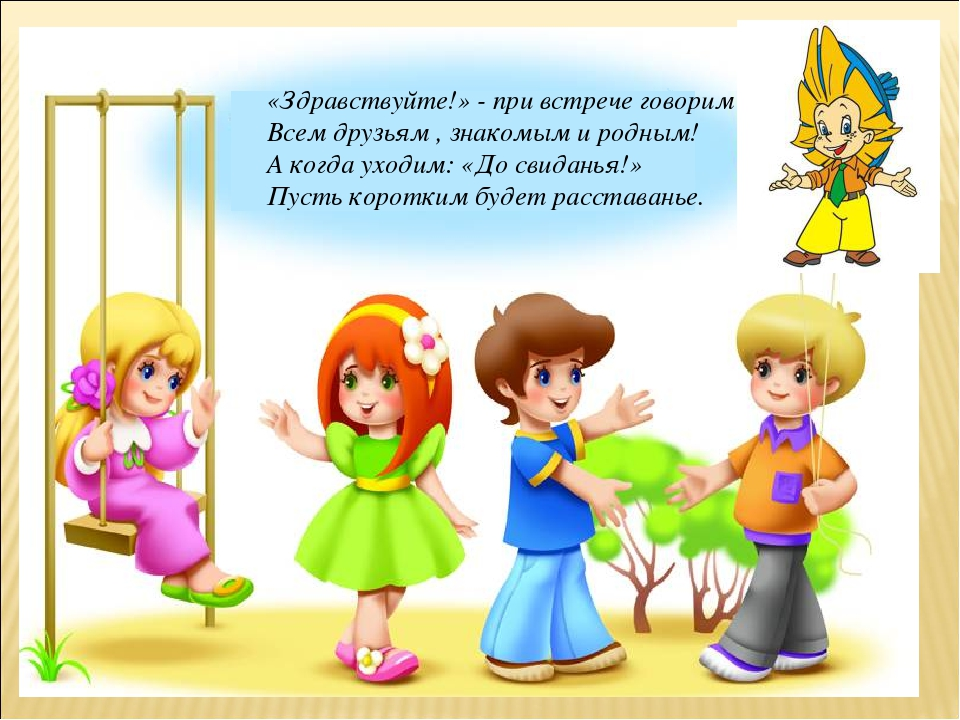 «Здравствуйте!» - при встрече говорим
Всем друзьям , знакомым и родным!
А когда уходим: «До свиданья!»
Пусть коротким будет расставанье.